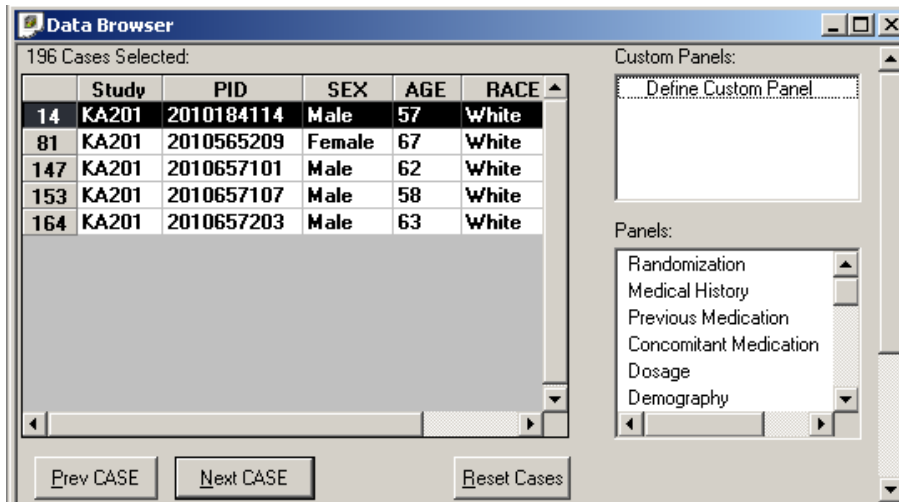 Data Browser
196 Cases Selected:
Study PID SEX AGE RACE
14 KA201 2010184114 Male 57 White
81 KA201 2010565209 Female 67 White
147 KA201 2010657101 Male 62 White
153 KA201 2010657107 Male 58 White
164 KA201 2010657203 Male 63 White
Prev CASE Next CASE Reset Cases
Custom Panels:
Define Custom Panel
Panels:
Randomization
Medical History
Previous Medication
Concomitant Medication
Dosage
Demography